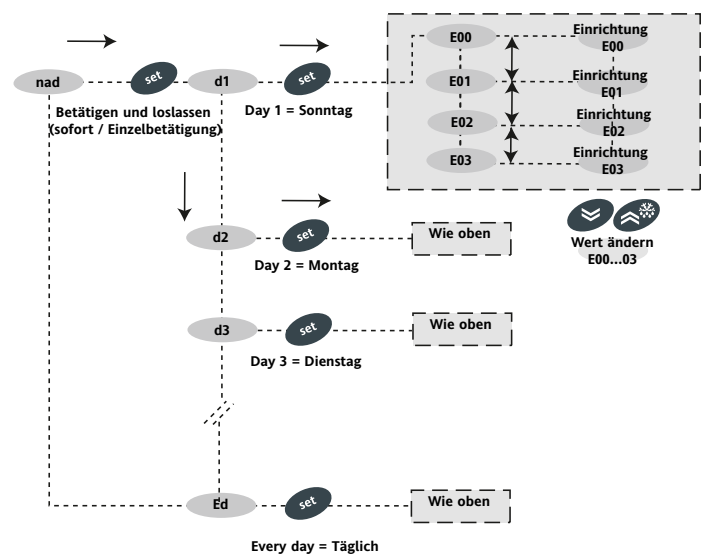 nad
set
d1
set
Betätigen und loslassen
(sofort / Einzelbetätigung)
Day 1 = Sonntag
E00
Einrichtung
E00
E01
Einrichtung
E01
E02
Einrichtung
E02
E03
Einrichtung
E03
Wert ändern
E00...03
d2
set
Wie oben
Day 2 = Montag
d3
set
Wie oben
Day 3 = Dienstag
Ed
set
Wie oben
Every day = Täglich